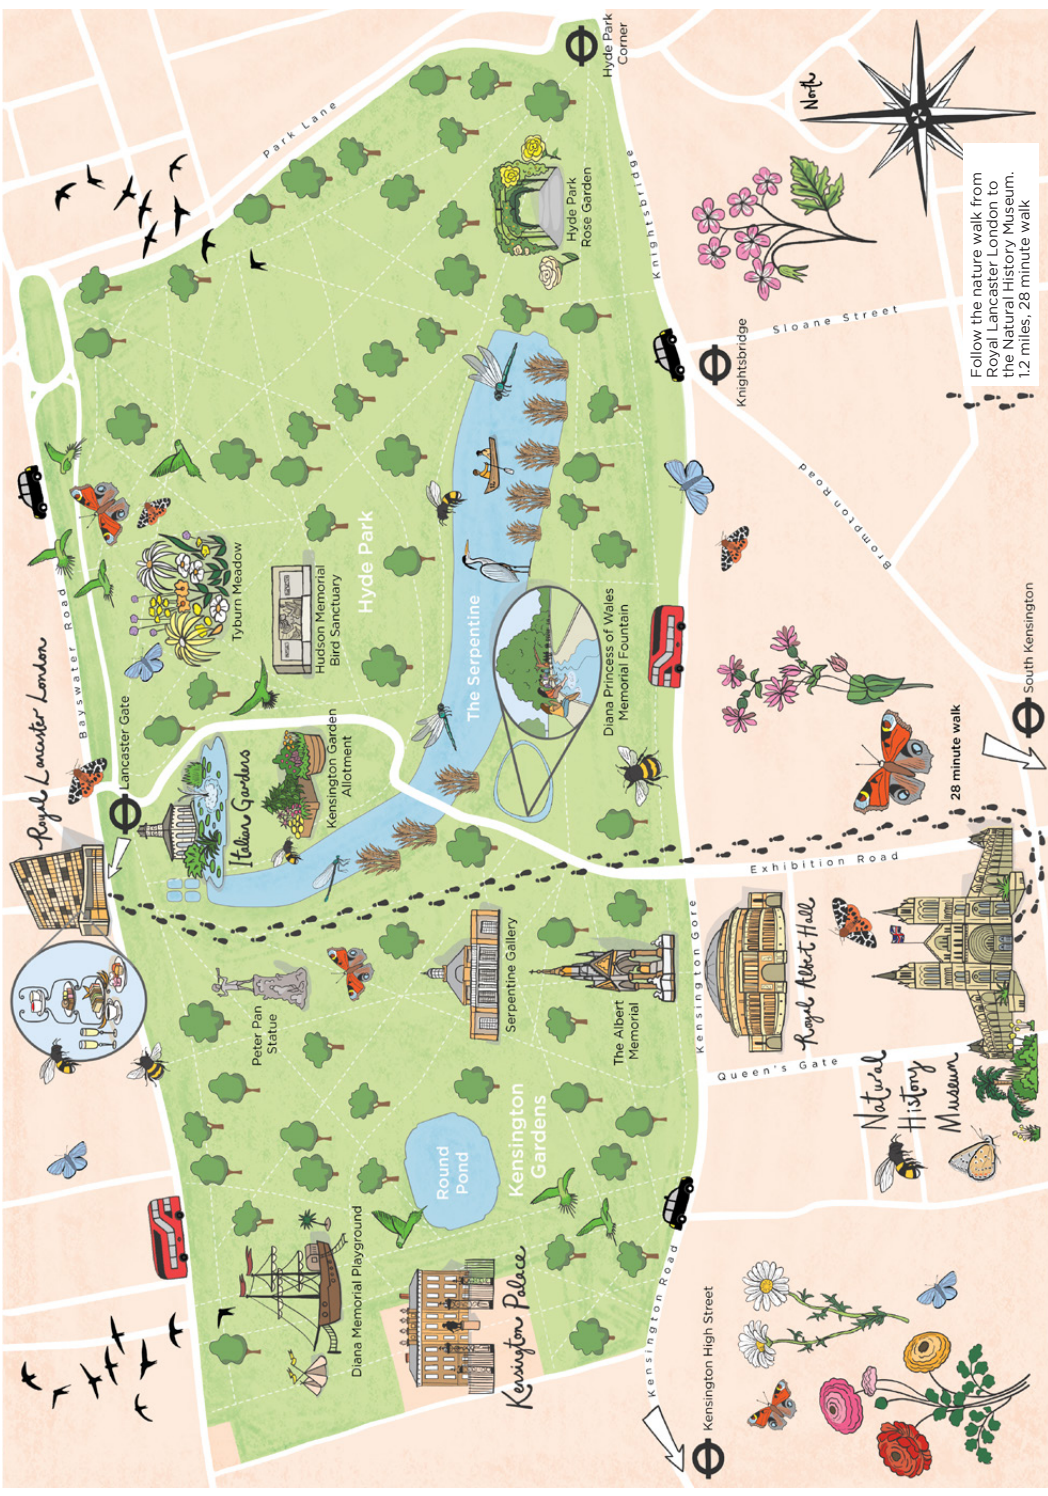 Royal Lancaster London
Bayswater Road
Lancaster Gate
Park Lane
Hyde Park
Corner
Knightsbridge
Hyde Park
Rose Garden
North
Follow the nature walk from
Royal Lancaster London to
the Natural History Museum.
1.2 miles, 28 minute walk
Sloane Street
Knightsbridge
Brompton Road
South Kensington
Tyburn Meadow
Hudson Memorial
Bird Sanctuary
Hyde Park
The Serpentine
Diana Princess of Wales
Memorial Fountain
Italian Gardens
Kensington Garden
Allotment
28 minute walk
Exhibition Road
Peter Pan
Statue
Serpentine Gallery
The Albert
Memorial
Kensington Gore
Royal Albert Hall
Queen's Gate
Natural
History
Museum
Round
Pond
Kensington
Gardens
Diana Memorial Playground
Kensington Palace
Kensington Road
Kensington High Street